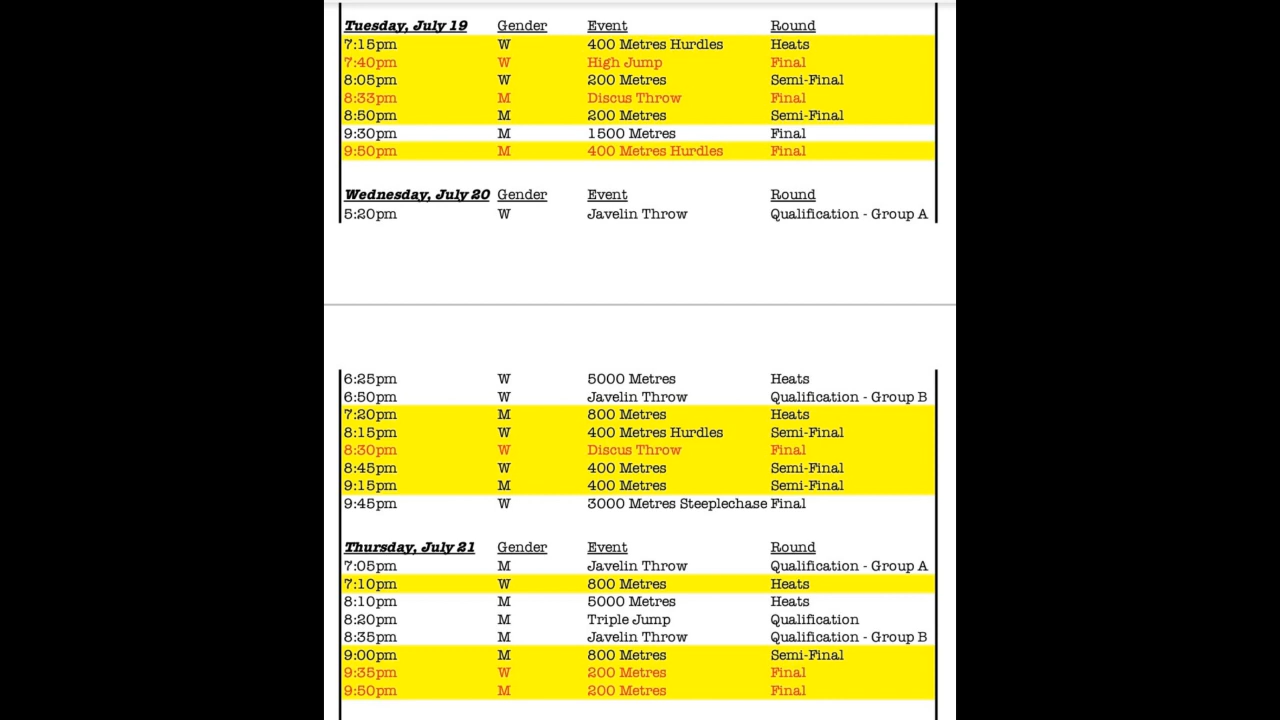 Tuesday, July 19 Gender Event Round
7:15pm W 400 Metres Hurdles Heats
7:40pm W High Jump Final
8:05pm W 200 Metres Semi-Final
8:33pm M Discus Throw Final
8:50pm M 200 Metres Semi-Final
9:30pm M 1500 Metres Final
9:50pm M 400 Metres Hurdles Final
Wednesday, July 20 Gender Event Round
5:20pm W Javelin Throw Qualification - Group A
6:25pm W 5000 Metres Heats
6:50pm W Javelin Throw Qualification - Group B
7:20pm M 800 Metres Heats
8:15pm W 400 Metres Hurdles Semi-Final
8:30pm W Discus Throw Final
8:45pm W 400 Metres Semi-Final
9:15pm M 400 Metres Semi-Final
9:45pm W 3000 Metres Steeplechase Final
Thursday, July 21 Gender Event Round
7:05pm M Javelin Throw Qualification - Group A
7:10pm W 800 Metres Heats
8:10pm M 5000 Metres Heats
8:20pm M Triple Jump Qualification
8:35pm M Javelin Throw Qualification - Group B
9:00pm M 800 Metres Semi-Final
9:35pm W 200 Metres Final
9:50pm M 200 Metres Final